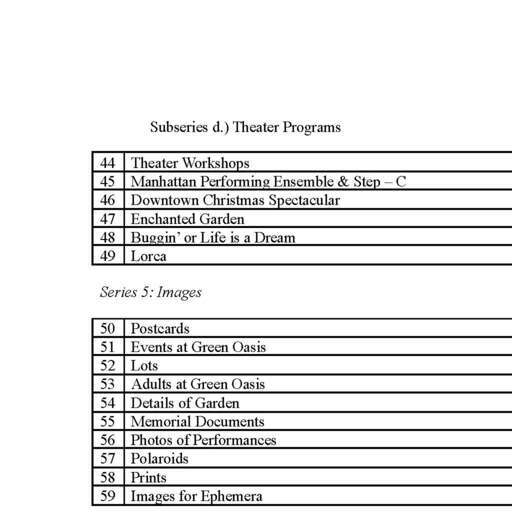 Subseries d.) Theater Programs
44 Theater Workshops
45 Manhattan Performing Ensemble & Step – C
46 Downtown Christmas Spectacular
47 Enchanted Garden
48 Buggin’ or Life is a Dream
49 Lorca
Series 5: Images
50 Postcards
51 Events at Green Oasis
52 Lots
53 Adults at Green Oasis
54 Details of Garden
55 Memorial Documents
56 Photos of Performances
57 Polaroids
58 Prints
59 Images for Ephemera